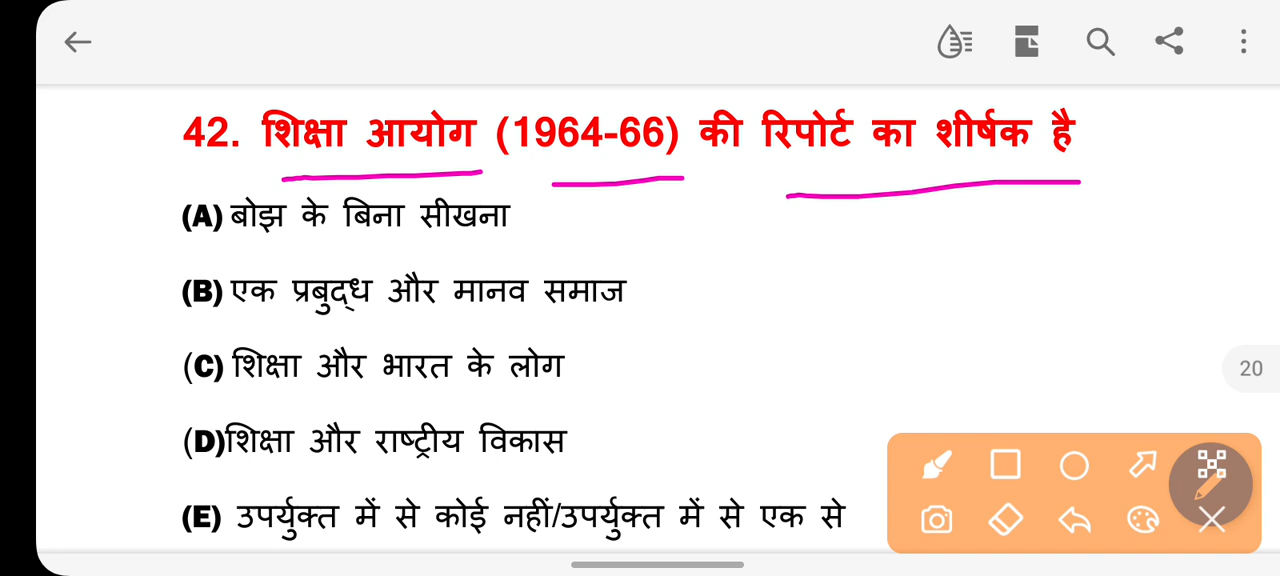 42. शिक्षा आयोग (1964-66) की रिपोर्ट का शीर्षक है
(A) बोझ के बिना सीखना
(B) एक प्रबुद्ध और मानव समाज
(C) शिक्षा और भारत के लोग
20
(D)शिक्षा और राष्ट्रीय विकास
(E) उपर्युक्त में से कोई नहीं/उपर्युक्त में से एक से